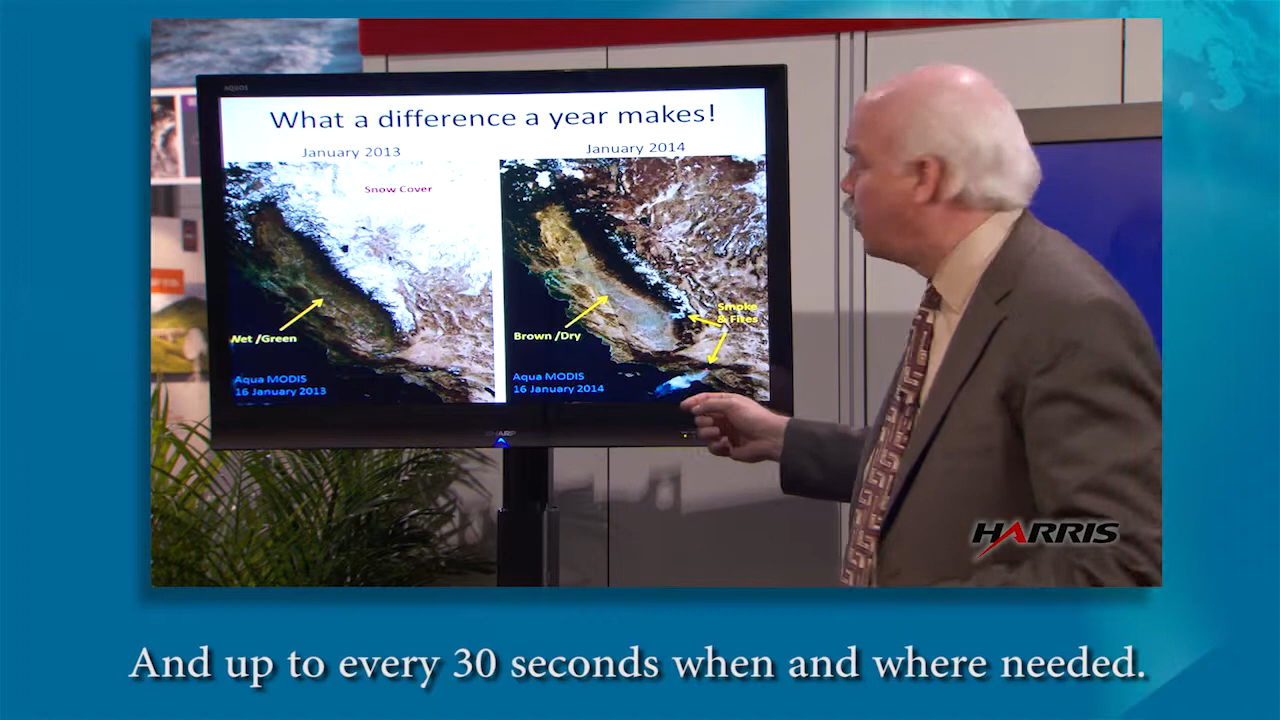 AQUOS
What a difference a year makes!
January 2013
January 2014
Snow Cover
Wet /Green
Aqua MODIS
16 January 2013
Brown /Dry
Smoke
& Fires
Aqua MODIS
16 January 2014
SHARP
HARRIS
And up to every 30 seconds when and where needed.